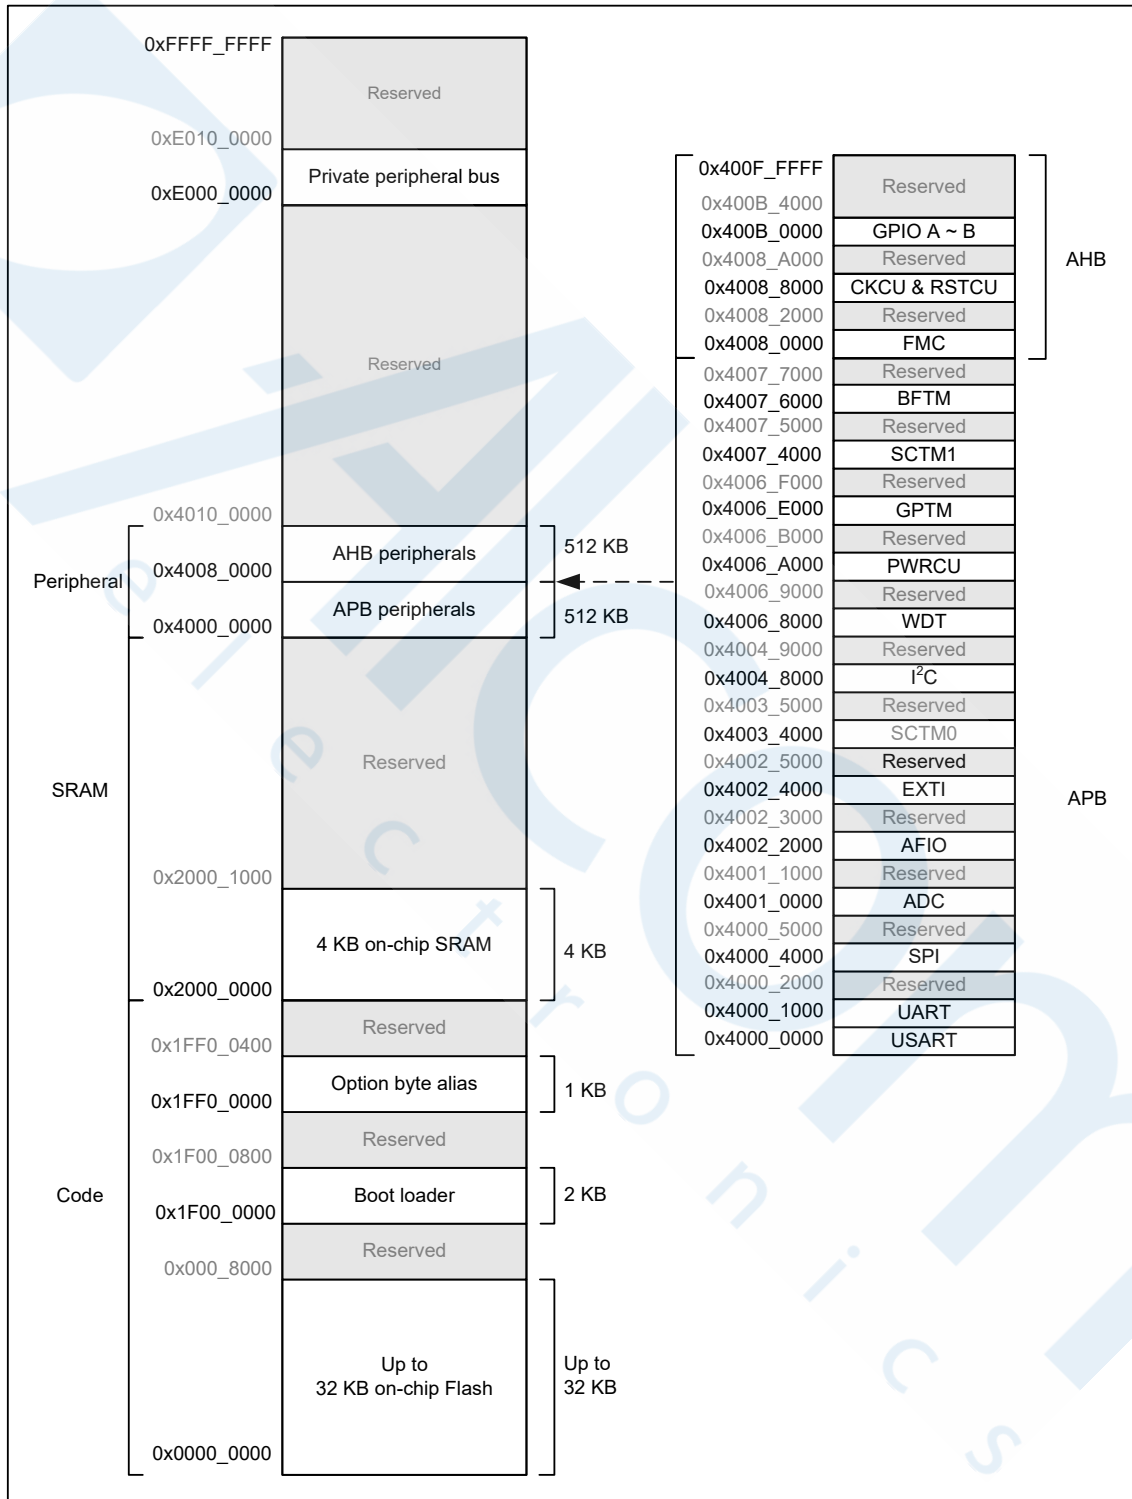 0xFFFF_FFFF
Reserved
0xE010_0000
Private peripheral bus
0xE000_0000
Reserved
0x4010_0000
AHB peripherals
512 KB
0x4008_0000
Peripheral
APB peripherals
512 KB
0x4000_0000
Reserved
SRAM
0x2000_1000
4 KB on-chip SRAM
4 KB
0x2000_0000
Reserved
0x1FF0_0400
Option byte alias
1 KB
0x1FF0_0000
Reserved
0x1F00_0800
Code
Boot loader
2 KB
0x1F00_0000
Reserved
0x000_8000
Up to
32 KB on-chip Flash
Up to
32 KB
0x0000_0000
0x400F_FFFF
Reserved
0x400B_4000
0x400B_0000 GPIO A ~ B
0x4008_A000 Reserved
AHB
0x4008_8000 CKCU & RSTCU
0x4008_2000 Reserved
0x4008_0000 FMC
0x4007_7000 Reserved
0x4007_6000 BFTM
0x4007_5000 Reserved
0x4007_4000 SCTM1
0x4006_F000 Reserved
0x4006_E000 GPTM
0x4006_B000 Reserved
0x4006_A000 PWRCU
0x4006_9000 Reserved
0x4006_8000 WDT
0x4004_9000 Reserved
0x4004_8000 I²C
0x4003_5000 Reserved
0x4003_4000 SCTM0
0x4002_5000 Reserved
0x4002_4000 EXTI
APB
0x4002_3000 Reserved
0x4002_2000 AFIO
0x4001_1000 Reserved
0x4001_0000 ADC
0x4000_5000 Reserved
0x4000_4000 SPI
0x4000_2000 Reserved
0x4000_1000 UART
0x4000_0000 USART
electronics